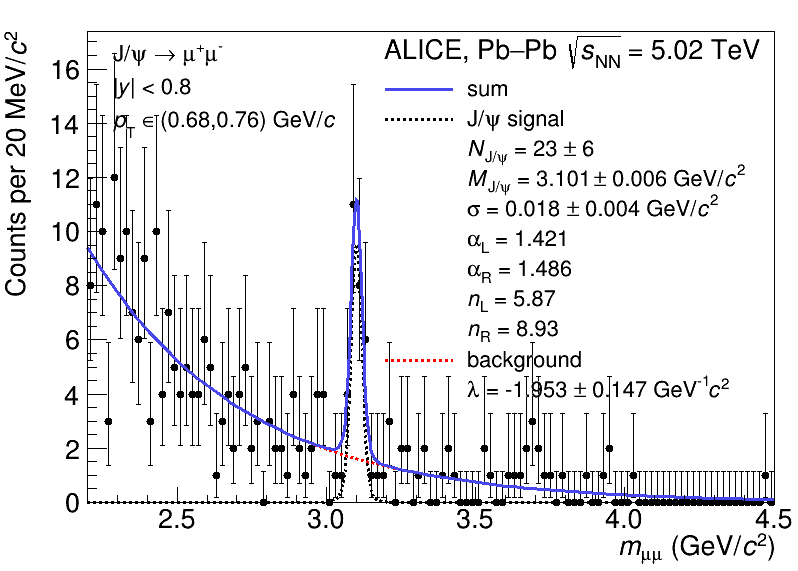 Counts per 20 MeV/c²
16
14
12
10
8
6
4
2
0
J/ψ → μ⁺μ⁻
|y| < 0.8
p_T ∈ (0.68,0.76) GeV/c
ALICE, Pb–Pb √s_NN = 5.02 TeV
sum
J/ψ signal
N_J/ψ = 23 ± 6
M_J/ψ = 3.101 ± 0.006 GeV/c²
σ = 0.018 ± 0.004 GeV/c²
α_L = 1.421
α_R = 1.486
n_L = 5.87
n_R = 8.93
background
λ = -1.953 ± 0.147 GeV⁻¹c²
2.5 3.0 3.5 4.0 4.5
m_μμ (GeV/c²)